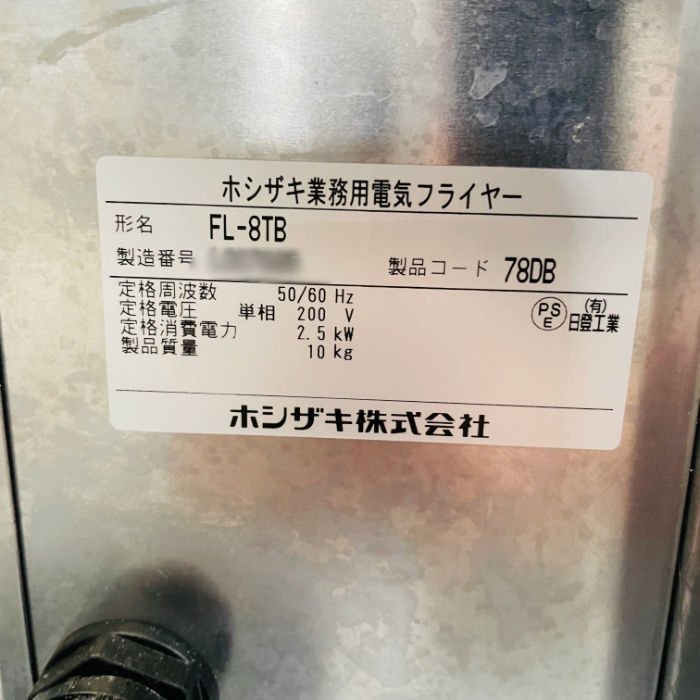 ホシザキ業務用電気フライヤー
形名 FL-8TB
製造番号
製品コード 78DB
定格周波数 50/60 Hz
定格電圧 単相 200 V
定格消費電力 2.5 kW
製品質量 10 kg
PS
E
(有)
日登工業
ホシザキ株式会社